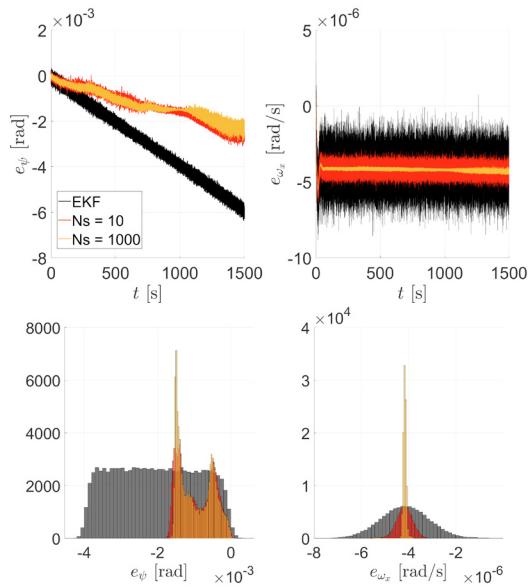 ×10⁻³
2
0
-2
-4
-6
-8
e_ψ [rad]
EKF
Ns = 10
Ns = 1000
0 500 1000 1500
t [s]
×10⁻⁶
5
0
-5
-10
e_ωₓ [rad/s]
0 500 1000 1500
t [s]
8000
6000
4000
2000
0
-4 -2 0
×10⁻³
e_ψ [rad]
×10⁴
4
3
2
1
0
-8 -6 -4 -2
×10⁻⁶
e_ωₓ [rad/s]